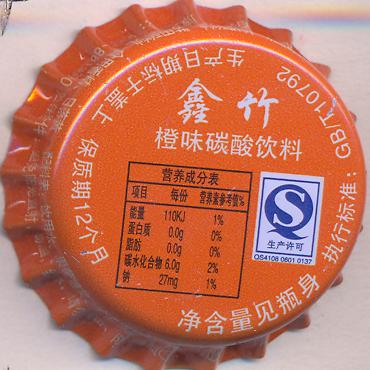 鑫竹
橙味碳酸饮料
营养成分表
项目 每份 营养素参考值%
能量 110KJ 1%
蛋白质 0.0g 0%
脂肪 0.0g 0%
碳水化合物 6.0g 2%
钠 27mg 1%
生产许可
QS4108 0601 0137
保质期12个月
生产日期标于盖上
GB/T10792
执行标准:
净含量见瓶身